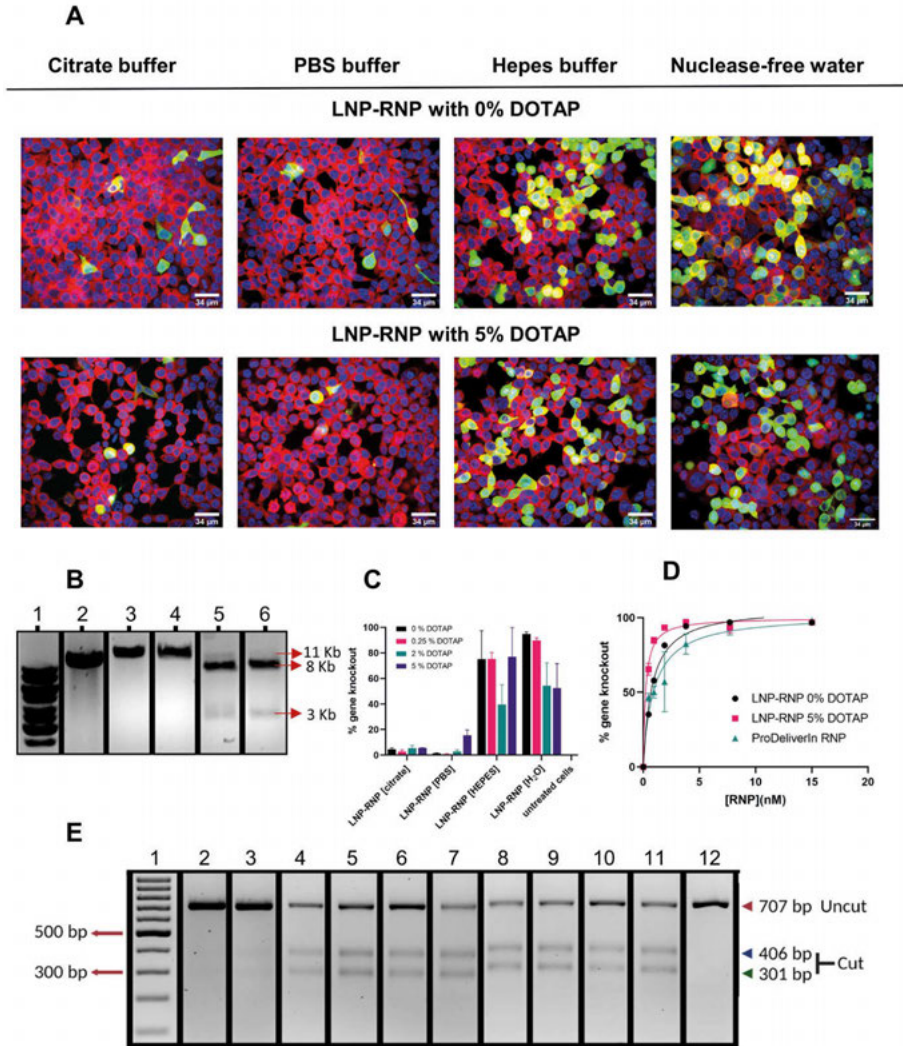 A
Citrate buffer PBS buffer Hepes buffer Nuclease-free water
LNP-RNP with 0% DOTAP
34 µm 34 µm 34 µm 34 µm
LNP-RNP with 5% DOTAP
34 µm 34 µm 34 µm 34 µm
B
1 2 3 4 5 6
11 Kb
8 Kb
3 Kb
C
% gene knockout
100
80
60
40
20
0
0 % DOTAP
0.25 % DOTAP
2 % DOTAP
5 % DOTAP
LNP-RNP [citrate]
LNP-RNP [PBS]
LNP-RNP [HEPES]
LNP-RNP [H₂O]
untreated cells
D
% gene knockout
100
50
0
LNP-RNP 0% DOTAP
LNP-RNP 5% DOTAP
ProDeliverIn RNP
0 5 10 15 20
[RNP](nM)
E
1 2 3 4 5 6 7 8 9 10 11 12
500 bp
300 bp
707 bp Uncut
406 bp
301 bp
Cut